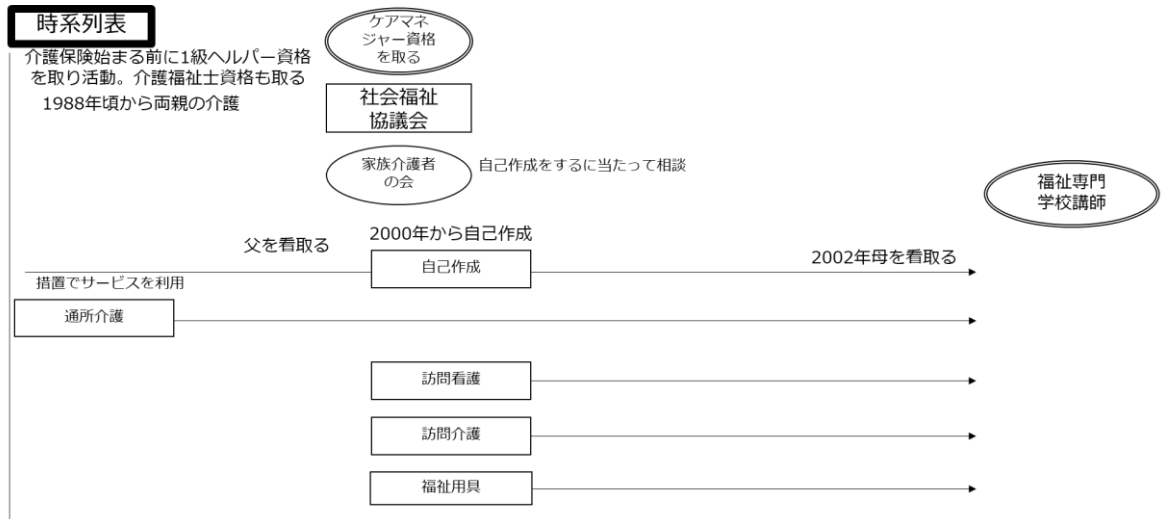 時系列表
ケアマネ
ジャー資格
を取る
介護保険始まる前に1級ヘルパー資格
を取り活動。介護福祉士資格も取る
1988年頃から両親の介護
社会福祉
協議会
家族介護者
の会
自己作成をするに当たって相談
福祉専門
学校講師
父を看取る
2000年から自己作成
自己作成
2002年母を看取る
措置でサービスを利用
通所介護
訪問看護
訪問介護
福祉用具